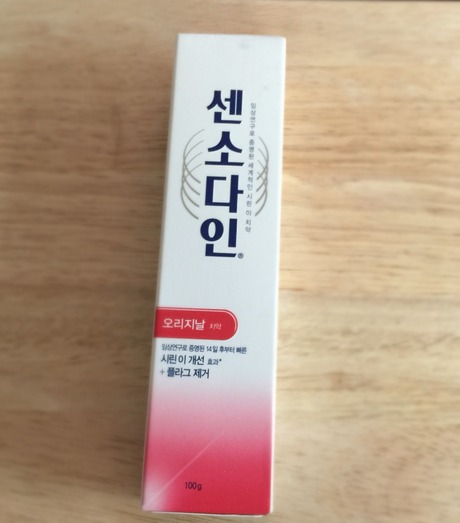 센소다인®
임상연구로 증명된 세계적인 시린 이 치약
오리지날 치약
임상연구로 증명된 14일 후부터 빠른
시린 이 개선 효과*
+ 플라그 제거
100g